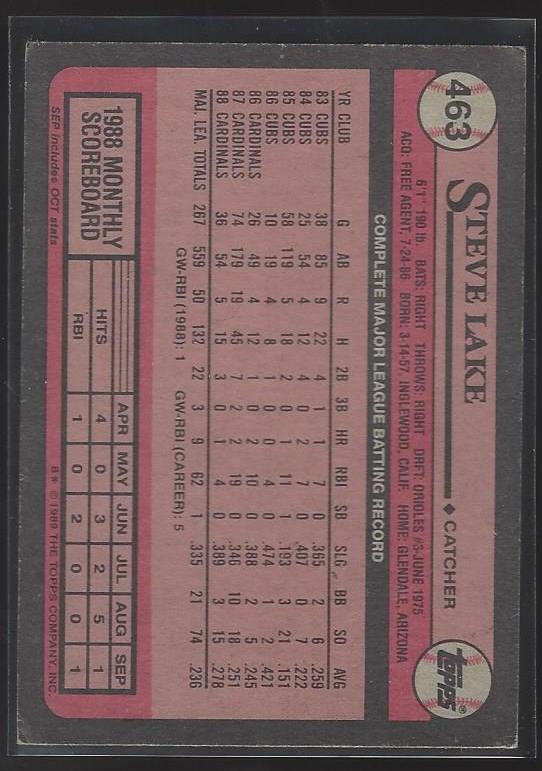 463
STEVE LAKE ◆ CATCHER
topps®
6'1" 190 lb. BATS: RIGHT THROWS: RIGHT DRFT: ORIOLES #3-JUNE 1975
ACQ: FREE AGENT, 7-24-86 BORN: 3-14-57, INGLEWOOD, CALIF. HOME: GLENDALE, ARIZONA
COMPLETE MAJOR LEAGUE BATTING RECORD
YR CLUB G AB R H 2B 3B HR RBI SB SLG BB SO AVG
83 CUBS 38 85 9 22 4 1 1 7 0 .365 2 6 .259
84 CUBS 25 54 4 12 4 0 2 7 0 .407 0 7 .222
85 CUBS 58 119 5 18 2 0 1 11 1 .193 3 21 .151
86 CUBS 10 19 4 8 1 0 0 4 0 .474 1 2 .421
86 CARDINALS 26 49 4 12 1 0 2 10 0 .388 2 5 .245
87 CARDINALS 74 179 19 45 7 2 2 19 0 .346 10 18 .251
88 CARDINALS 36 54 5 15 3 0 1 4 0 .389 3 15 .278
MAJ. LEA. TOTALS 267 559 50 132 22 3 9 62 1 .335 21 74 .236
GW-RBI (1988): 1 GW-RBI (CAREER): 5
1988 MONTHLY
SCOREBOARD
APR MAY JUN JUL AUG SEP
HITS 4 0 3 2 5 1
RBI 1 0 2 0 0 1
SEP includes OCT stats
B* © 1989 THE TOPPS COMPANY, INC.